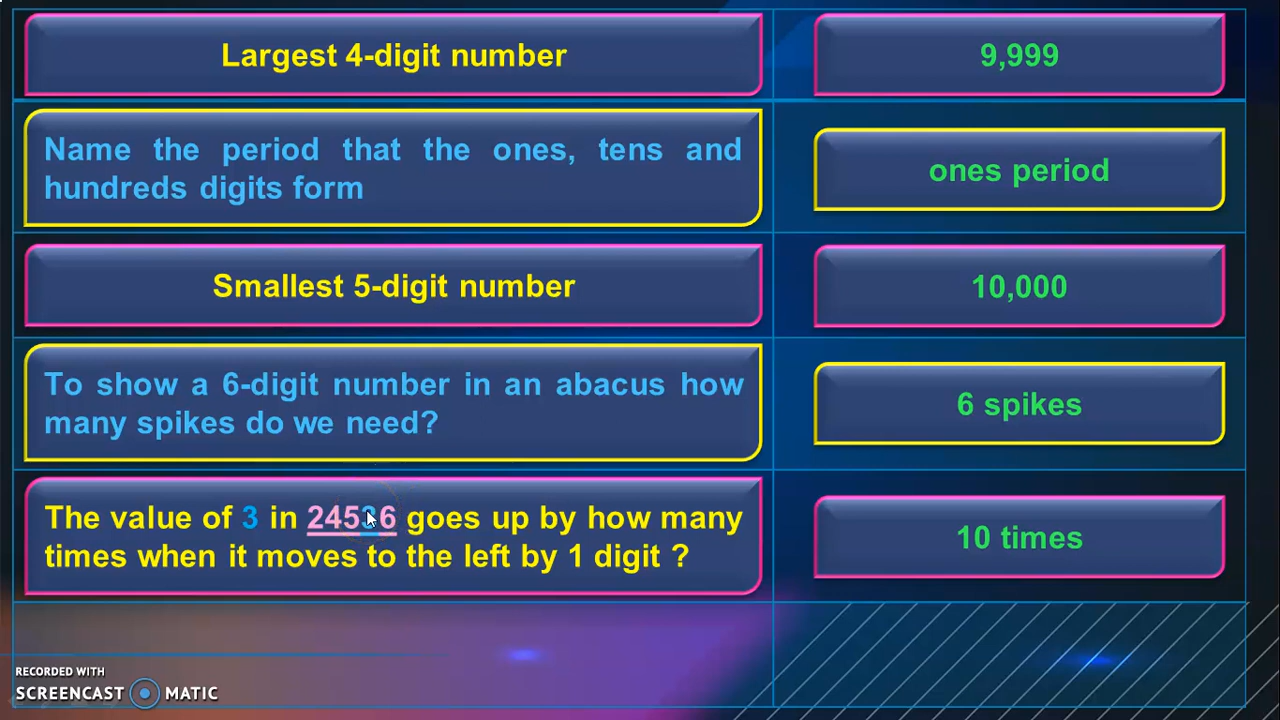 Largest 4-digit number
9,999
Name the period that the ones, tens and
hundreds digits form
ones period
Smallest 5-digit number
10,000
To show a 6-digit number in an abacus how
many spikes do we need?
6 spikes
The value of 3 in 24536 goes up by how many
times when it moves to the left by 1 digit ?
10 times
RECORDED WITH
SCREENCAST MATIC